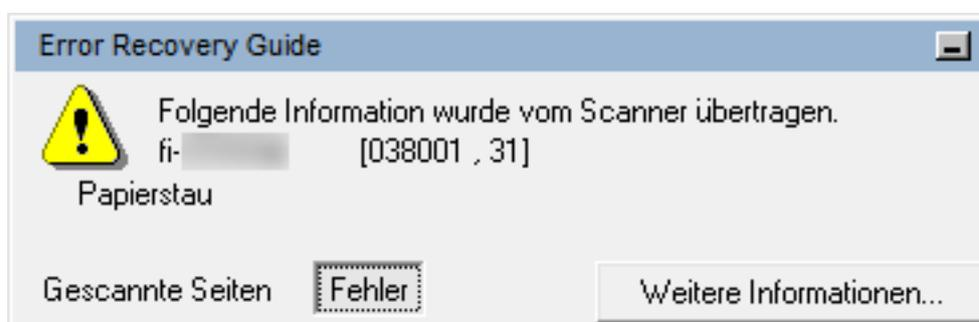 Error Recovery Guide
Folgende Information wurde vom Scanner übertragen.
fi- [038001 , 31]
Papierstau
Gescannte Seiten Fehler Weitere Informationen...